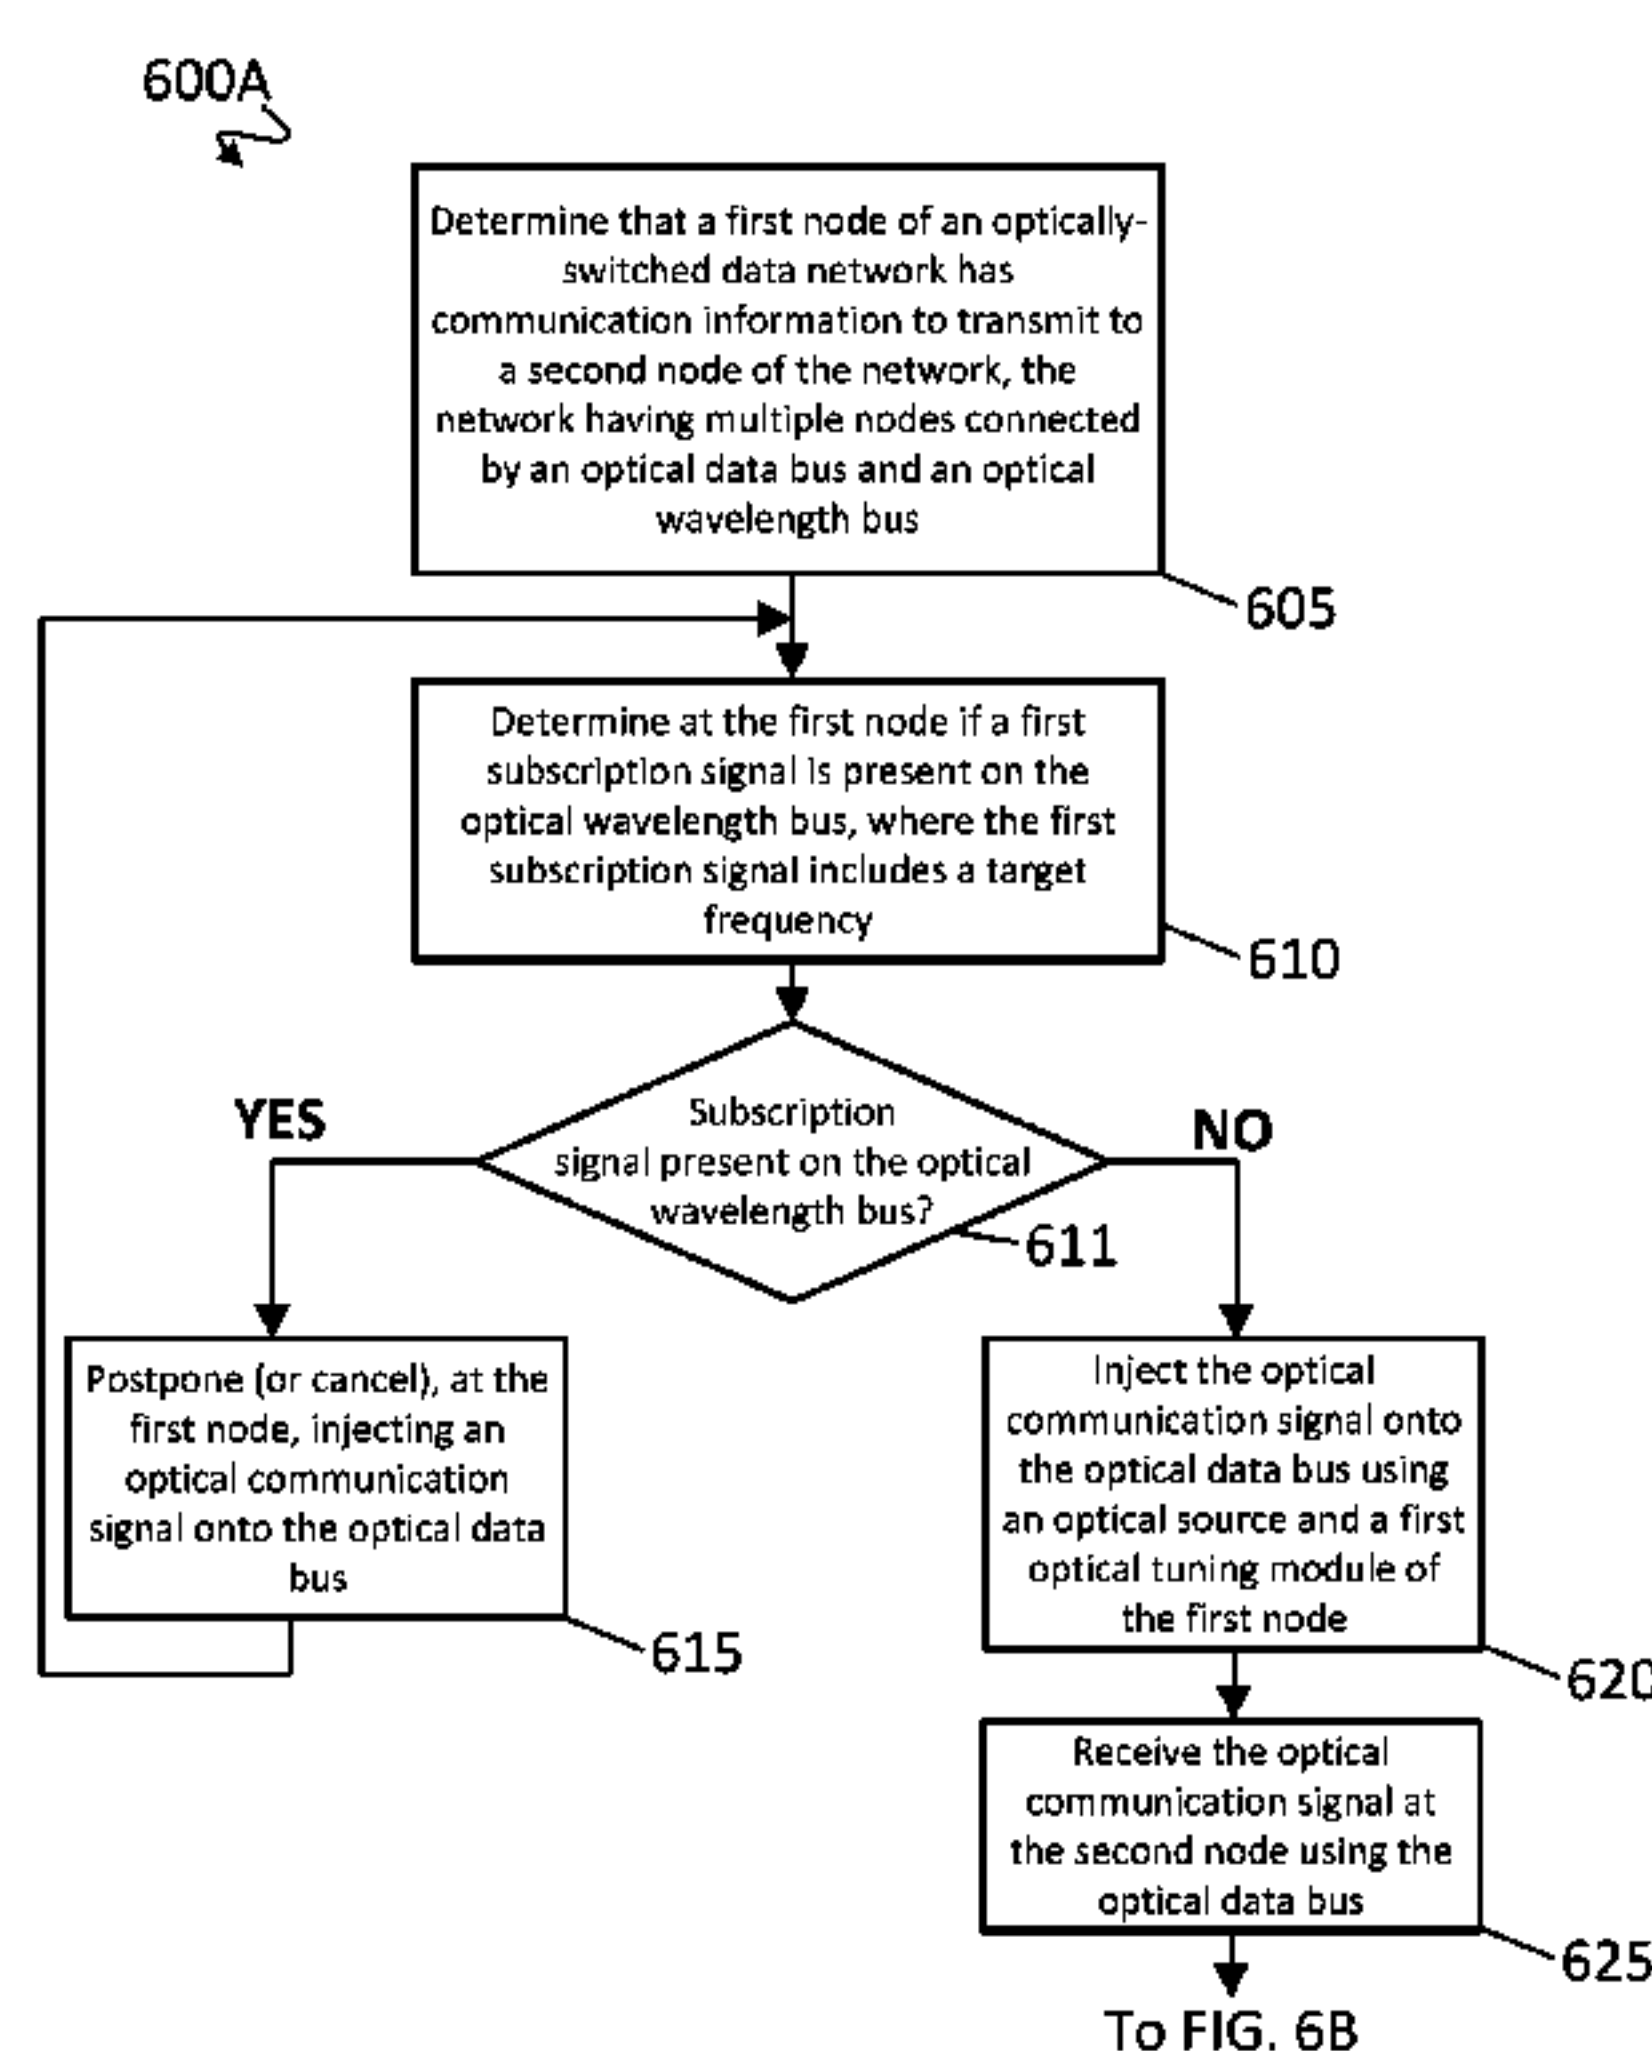 600A
Determine that a first node of an optically-
switched data network has
communication information to transmit to
a second node of the network, the
network having multiple nodes connected
by an optical data bus and an optical
wavelength bus
605
Determine at the first node if a first
subscription signal is present on the
optical wavelength bus, where the first
subscription signal includes a target
frequency
610
YES
Subscription
signal present on the optical
wavelength bus?
NO
611
Postpone (or cancel), at the
first node, injecting an
optical communication
signal onto the optical data
bus
615
Inject the optical
communication signal onto
the optical data bus using
an optical source and a first
optical tuning module of
the first node
620
Receive the optical
communication signal at
the second node using the
optical data bus
625
To FIG. 6B